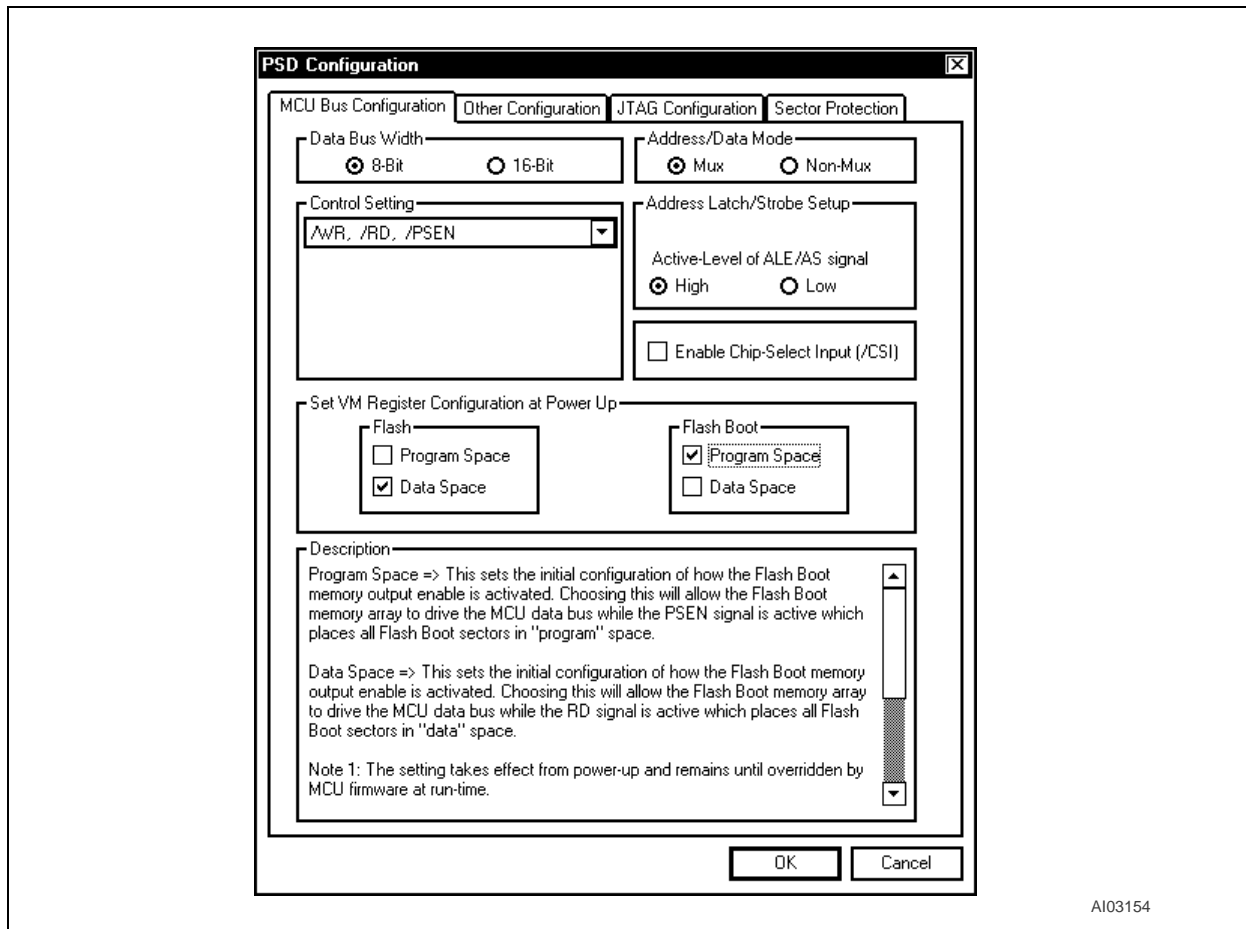 PSD Configuration
MCU Bus Configuration Other Configuration JTAG Configuration Sector Protection
Data Bus Width
8-Bit 16-Bit
Address/Data Mode
Mux Non-Mux
Control Setting
/WR, /RD, /PSEN
Address Latch/Strobe Setup
Active-Level of ALE/AS signal
High Low
Enable Chip-Select Input (/CSI)
Set VM Register Configuration at Power Up
Flash
Program Space
Data Space
Flash Boot
Program Space
Data Space
Description
Program Space => This sets the initial configuration of how the Flash Boot
memory output enable is activated. Choosing this will allow the Flash Boot
memory array to drive the MCU data bus while the PSEN signal is active which
places all Flash Boot sectors in "program" space.
Data Space => This sets the initial configuration of how the Flash Boot memory
output enable is activated. Choosing this will allow the Flash Boot memory array
to drive the MCU data bus while the RD signal is active which places all Flash
Boot sectors in "data" space.
Note 1: The setting takes effect from power-up and remains until overridden by
MCU firmware at run-time.
OK Cancel
AI03154